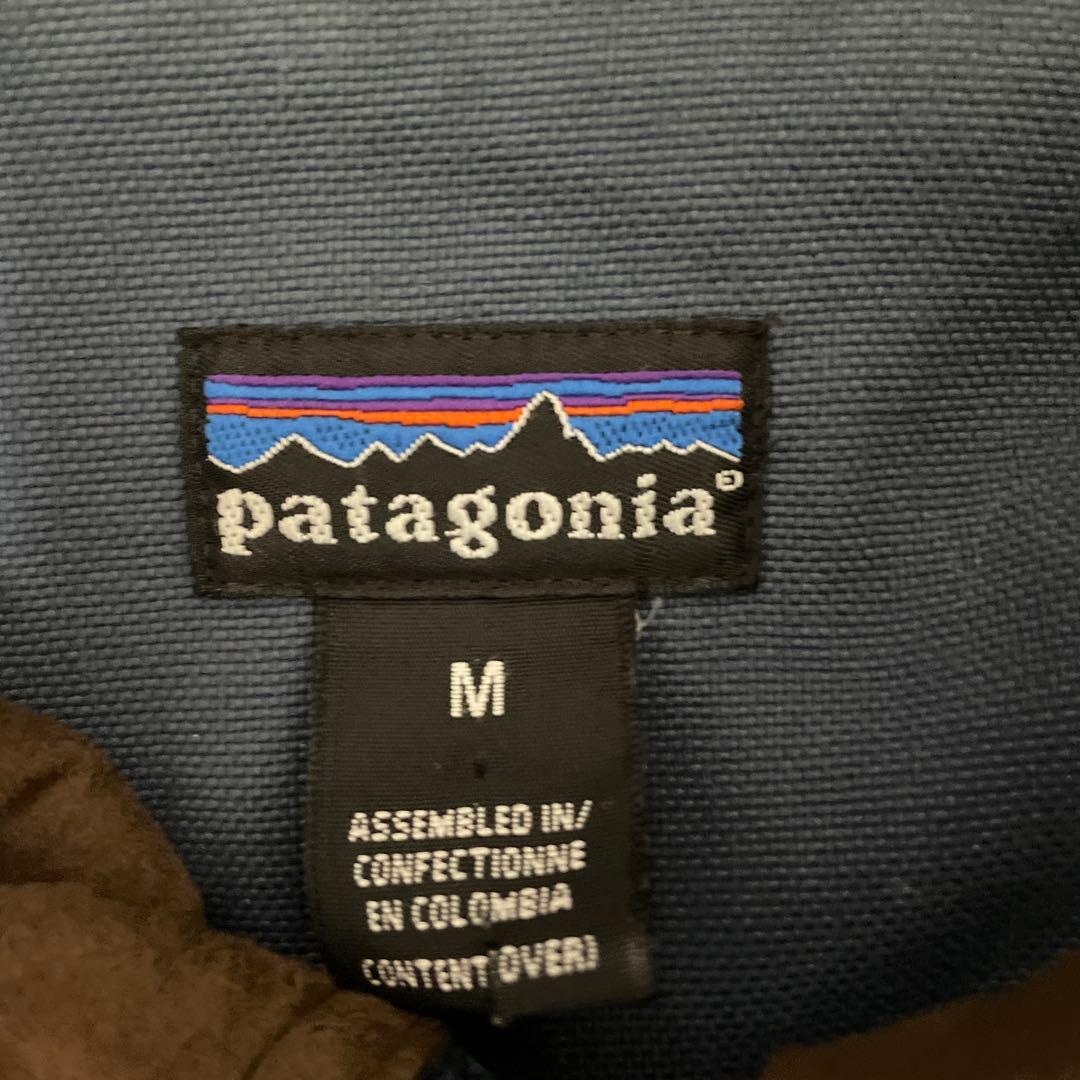 patagonia®
M
ASSEMBLED IN/
CONFECTIONNE
EN COLOMBIA
CONTENT (OVER)